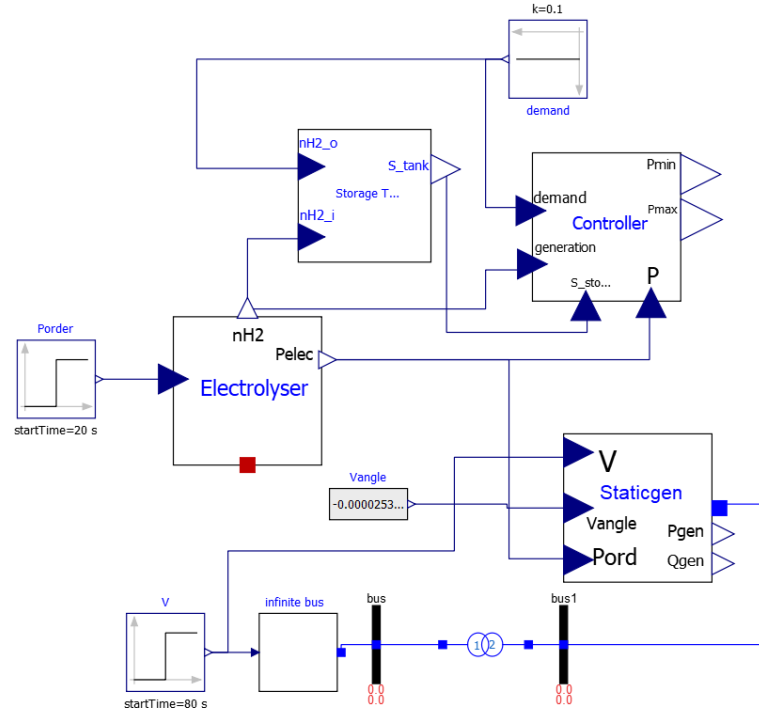 k=0.1
demand
nH2_o
S_tank
Storage T...
nH2_i
Pmin
demand
Pmax
Controller
generation
S_sto...
P
nH2
Porder
Pelec
Electrolyser
startTime=20 s
V
Vangle
Staticgen
-0.0000253...
Vangle
Pgen
Pord
Qgen
V
infinite bus
bus
bus1
1
2
0.0
0.0
0.0
0.0
startTime=80 s